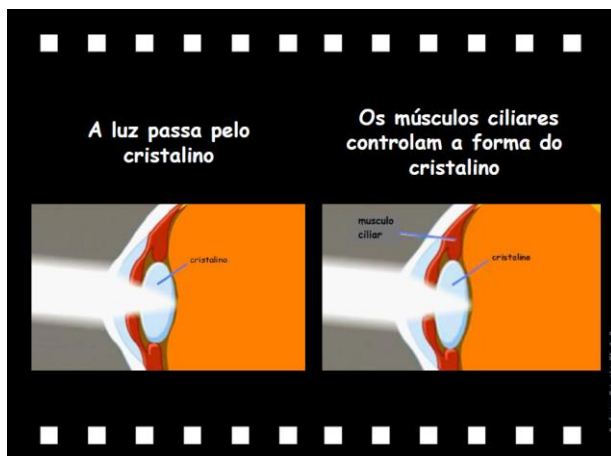 A luz passa pelo
cristalino
Os músculos ciliares
controlam a forma do
cristalino
cristalino
musculo
ciliar
cristalino